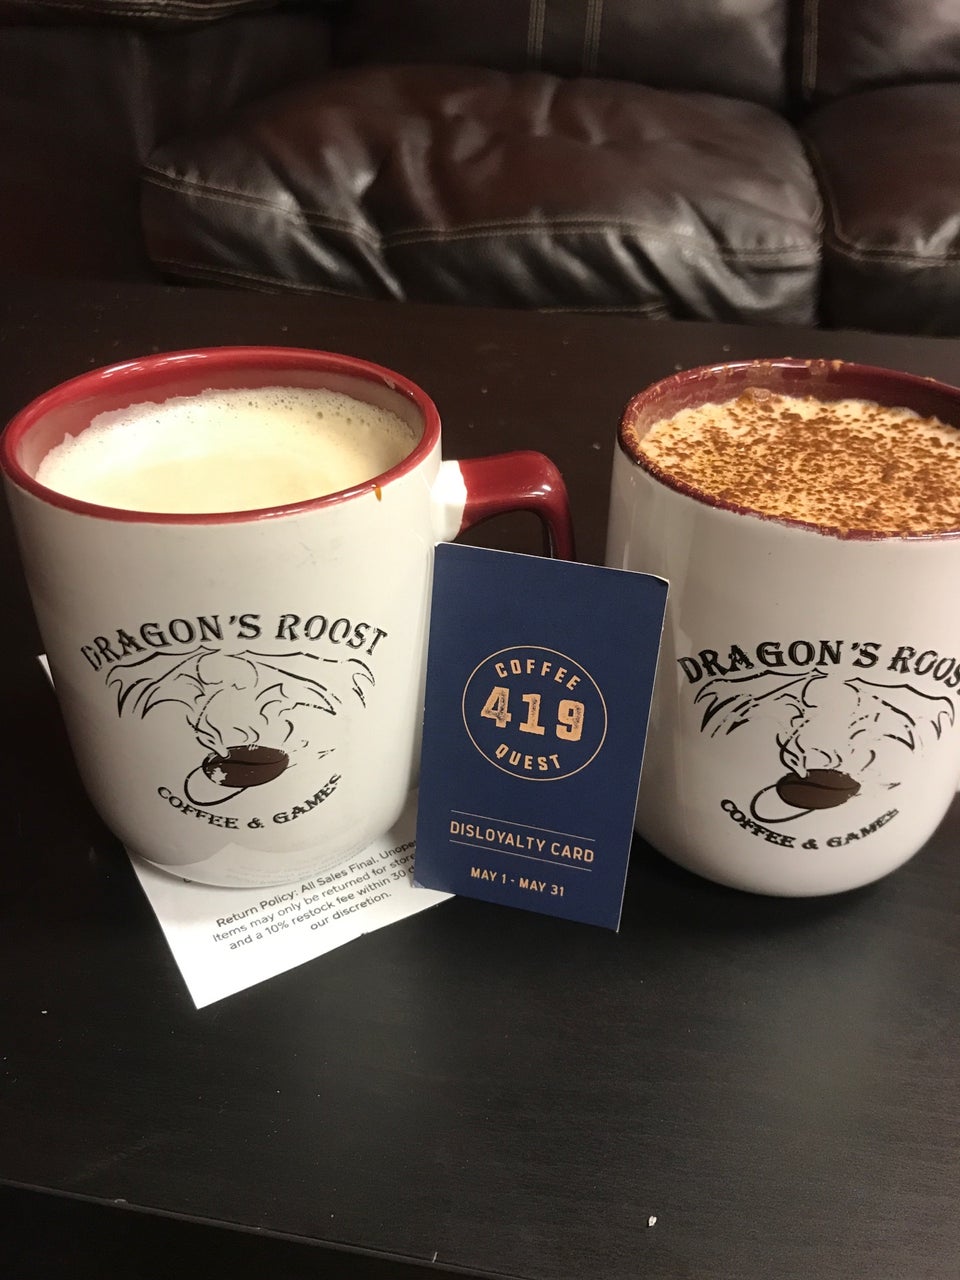 DRAGON'S ROOST
COFFEE & GAMES
COFFEE
419
QUEST
DISLOYALTY CARD
MAY 1 - MAY 31
DRAGON'S ROOST
COFFEE & GAMES
Return Policy: All Sales Final. Unope
Items may only be returned for store
and a 10% restock fee within 30 d
our discretion.